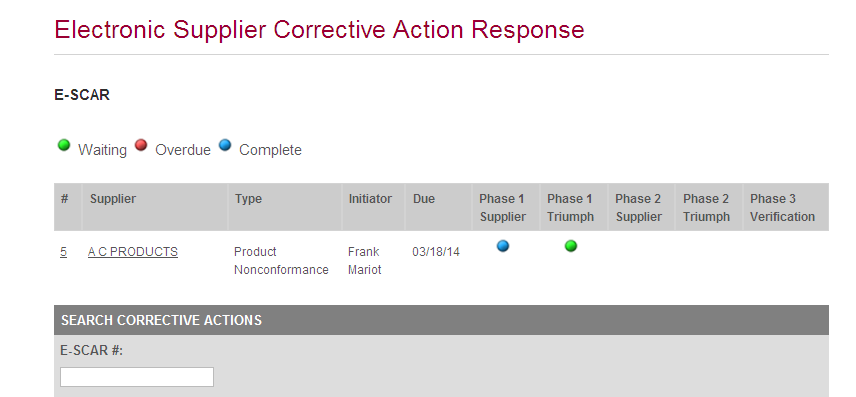 Electronic Supplier Corrective Action Response
E-SCAR
Waiting Overdue Complete
# Supplier Type Initiator Due Phase 1 Phase 1 Phase 2 Phase 2 Phase 3
Supplier Triumph Supplier Triumph Verification
5 A C PRODUCTS Product Frank 03/18/14
Nonconformance Mariot
SEARCH CORRECTIVE ACTIONS
E-SCAR #: